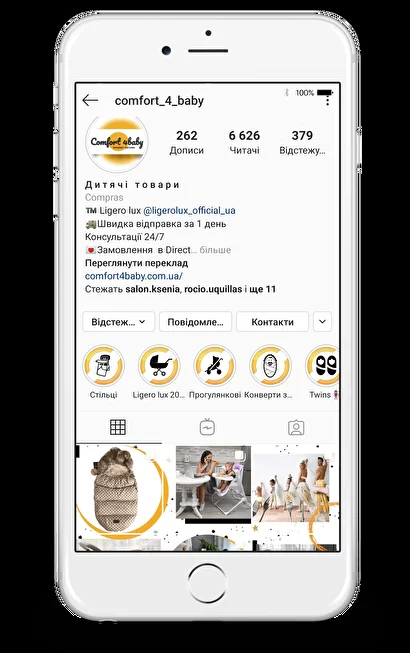 100%
comfort_4_baby
Comfort 4baby
262 6 626 379
Дописи Читачі Відстежу...
Дитячі товари
Compras
™ Ligero lux @ligerolux_official_ua
🚚Швидка відправка за 1 день
Консультації 24/7
💌Замовлення в Direct... більше
Переглянути переклад
comfort4baby.com.ua/
Стежать salon.ksenia, rocio.uquillas і ще 11
Відстеж... Повідомле... Контакти
Стільці Ligero lux 20... Прогулянкові Конверти з... Twins